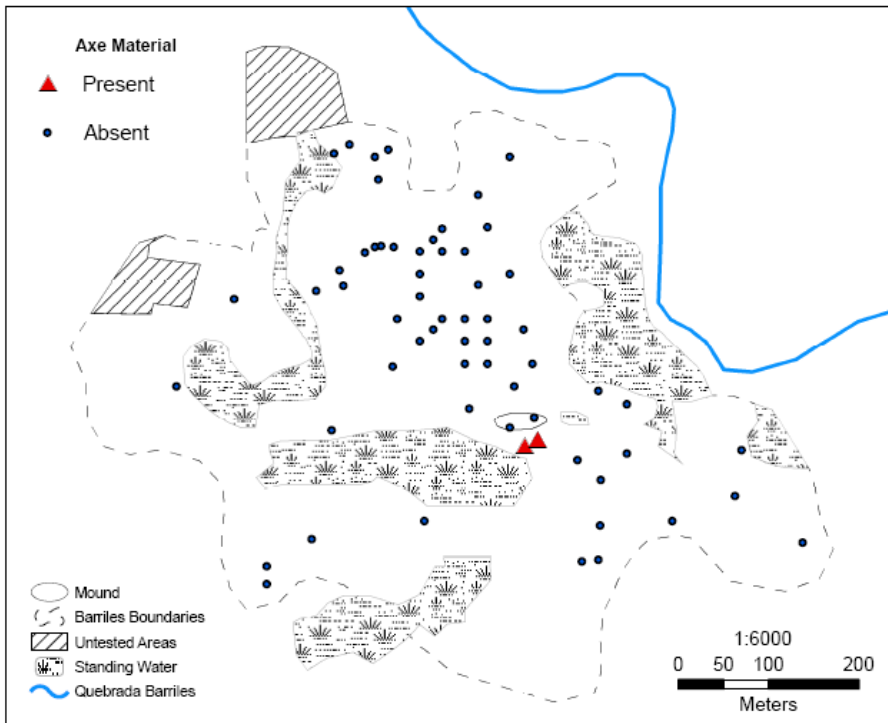 Axe Material
Present
Absent
Mound
Barriles Boundaries
Untested Areas
Standing Water
Quebrada Barriles
1:6000
0 50 100 200
Meters